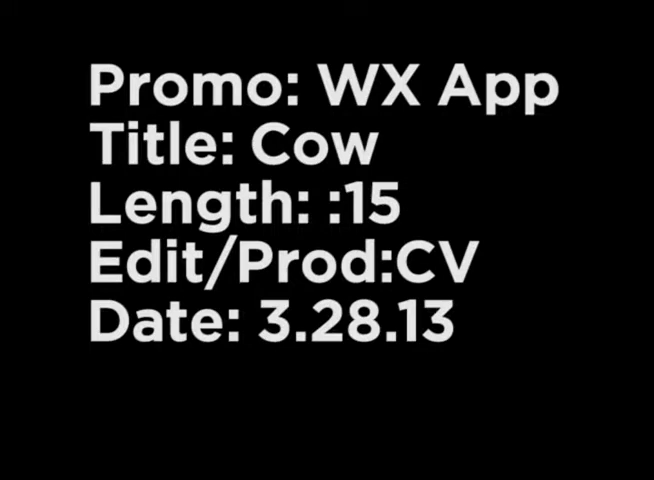 Promo: WX App
Title: Cow
Length: :15
Edit/Prod:CV
Date: 3.28.13